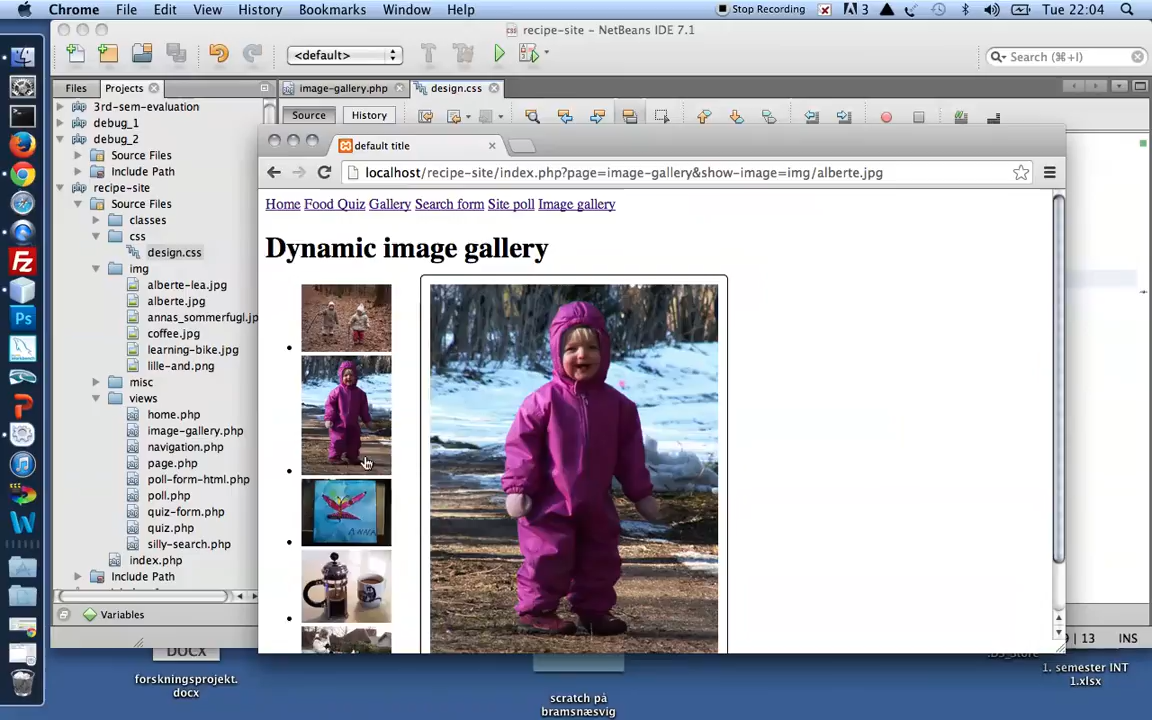 Chrome File Edit View History Bookmarks Window Help Stop Recording 3 Tue 22:04
recipe-site – NetBeans IDE 7.1
<default> Search (⌘+I)
Files Projects image-gallery.php design.css
Source History
3rd-sem-evaluation
debug_1
debug_2
Source Files
Include Path
recipe-site
Source Files
classes
css
design.css
img
alberte-lea.jpg
alberte.jpg
annas_sommerfugl.jp
coffee.jpg
learning-bike.jpg
lille-and.png
misc
views
home.php
image-gallery.php
navigation.php
page.php
poll-form-html.php
poll.php
quiz-form.php
quiz.php
silly-search.php
index.php
Include Path
Variables
default title
localhost/recipe-site/index.php?page=image-gallery&show-image=img/alberte.jpg
Home Food Quiz Gallery Search form Site poll Image gallery
Dynamic image gallery
ANNA
13 INS
DOCX
forskningsprojekt.
docx
scratch på
bramsnæsvig
1. semester INT
1.xlsx